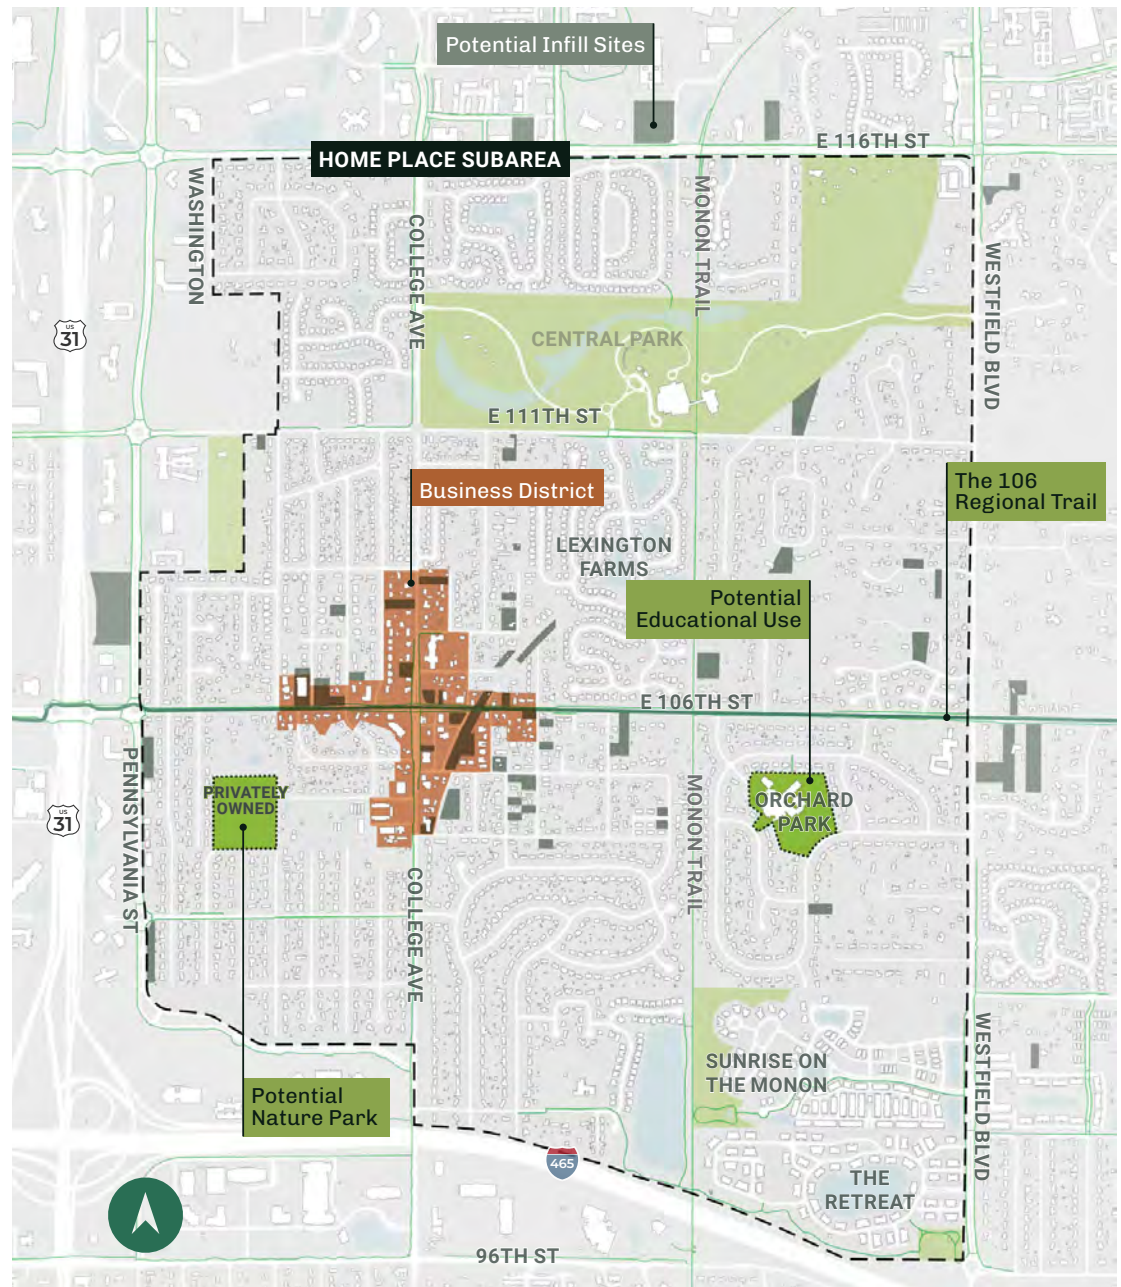 Potential Infill Sites
E 116TH ST
HOME PLACE SUBAREA
WASHINGTON
COLLEGE AVE
MONON TRAIL
WESTFIELD BLVD
US
31
CENTRAL PARK
E 111TH ST
Business District
The 106
Regional Trail
LEXINGTON
FARMS
Potential
Educational Use
E 106TH ST
PENNSYLVANIA ST
PRIVATELY
OWNED
US
31
ORCHARD
PARK
MONON TRAIL
COLLEGE AVE
WESTFIELD BLVD
SUNRISE ON
THE MONON
Potential
Nature Park
465
THE
RETREAT
96TH ST